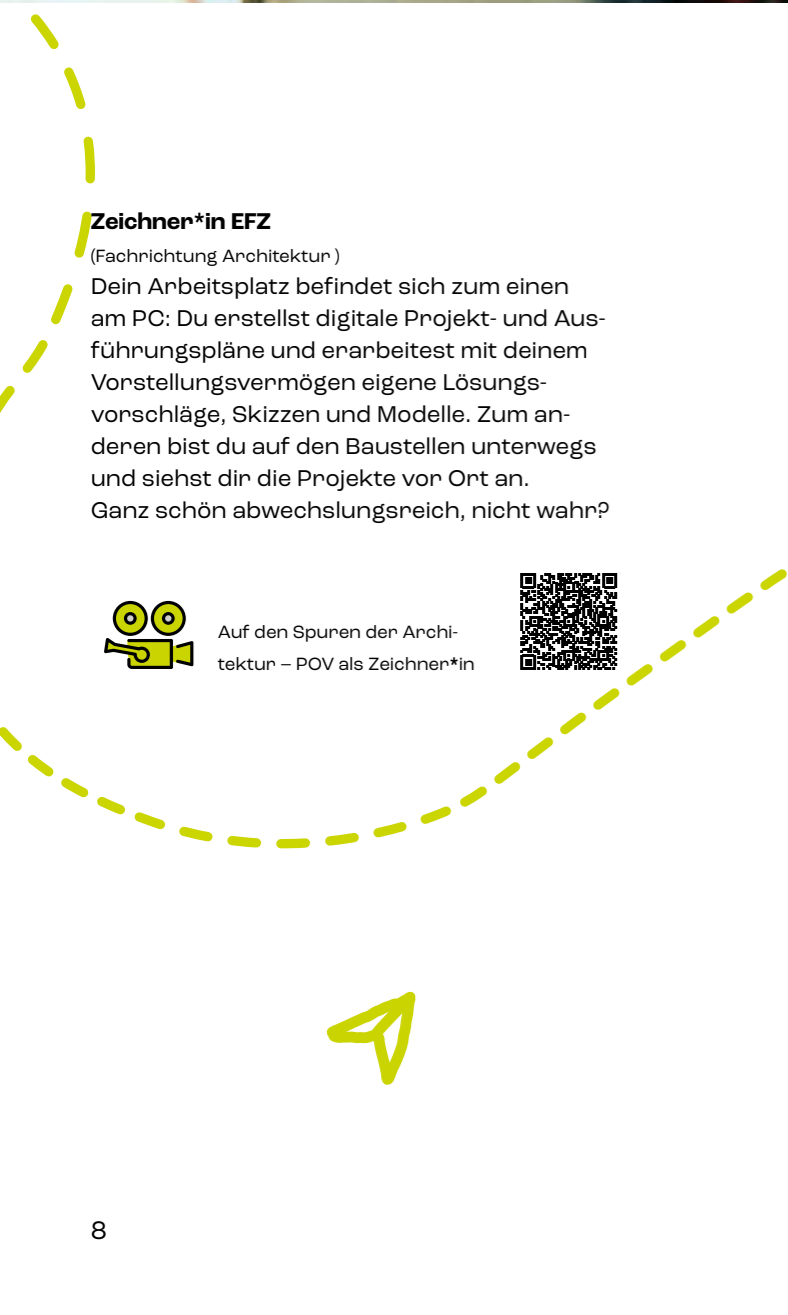 Zeichner*in EFZ
(Fachrichtung Architektur )
Dein Arbeitsplatz befindet sich zum einen
am PC: Du erstellst digitale Projekt- und Aus-
führungspläne und erarbeitest mit deinem
Vorstellungsvermögen eigene Lösungs-
vorschläge, Skizzen und Modelle. Zum an-
deren bist du auf den Baustellen unterwegs
und siehst dir die Projekte vor Ort an.
Ganz schön abwechslungsreich, nicht wahr?
Auf den Spuren der Archi-
tektur – POV als Zeichner*in
8